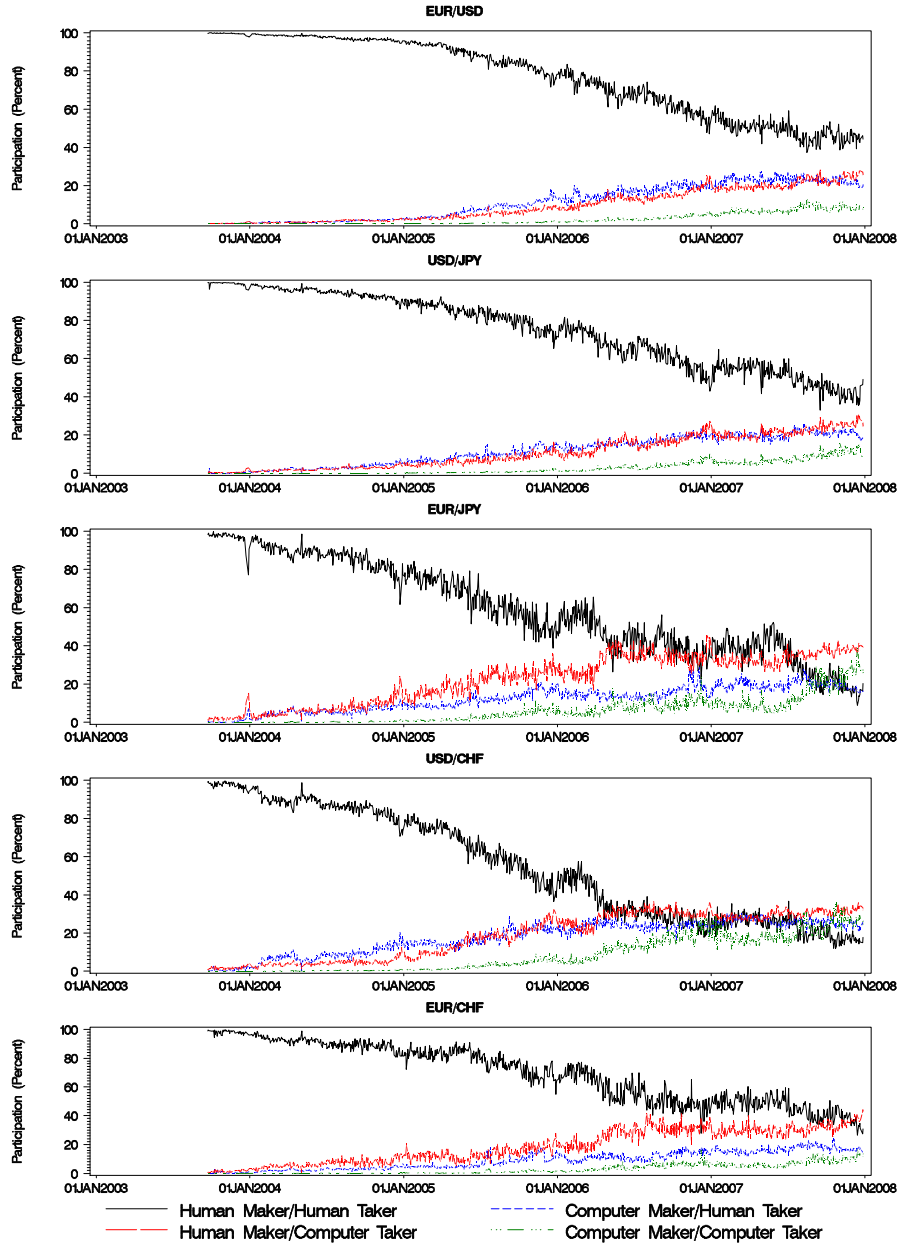 EUR/USD
Participation (Percent)
100
80
60
40
20
0
01JAN2003 01JAN2004 01JAN2005 01JAN2006 01JAN2007 01JAN2008
USD/JPY
Participation (Percent)
100
80
60
40
20
0
01JAN2003 01JAN2004 01JAN2005 01JAN2006 01JAN2007 01JAN2008
EUR/JPY
Participation (Percent)
100
80
60
40
20
0
01JAN2003 01JAN2004 01JAN2005 01JAN2006 01JAN2007 01JAN2008
USD/CHF
Participation (Percent)
100
80
60
40
20
0
01JAN2003 01JAN2004 01JAN2005 01JAN2006 01JAN2007 01JAN2008
EUR/CHF
Participation (Percent)
100
80
60
40
20
0
01JAN2003 01JAN2004 01JAN2005 01JAN2006 01JAN2007 01JAN2008
Human Maker/Human Taker Computer Maker/Human Taker
Human Maker/Computer Taker Computer Maker/Computer Taker